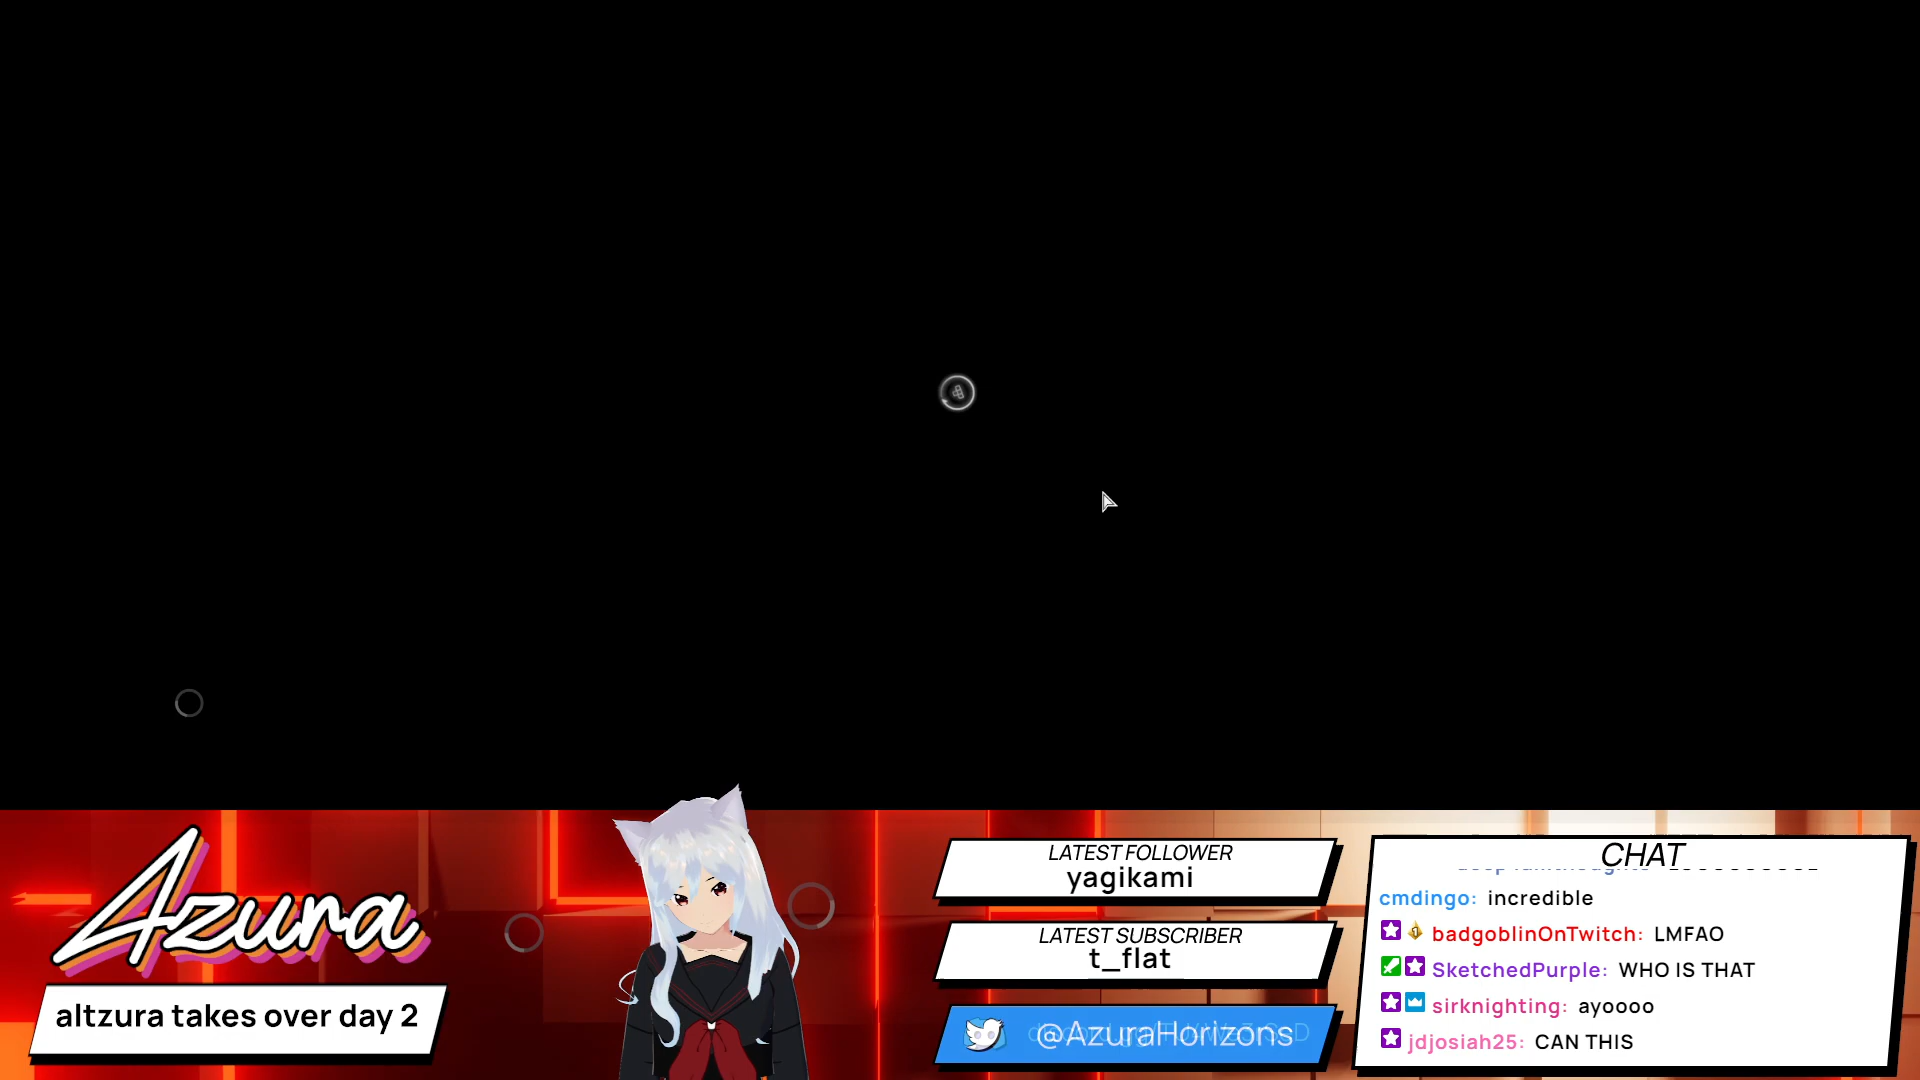 Azura
altzura takes over day 2
LATEST FOLLOWER
yagikami
LATEST SUBSCRIBER
t_flat
@AzuraHorizons
CHAT
cmdingo: incredible
badgoblinOnTwitch: LMFAO
SketchedPurple: WHO IS THAT
sirknighting: ayoooo
jdjosiah25: CAN THIS